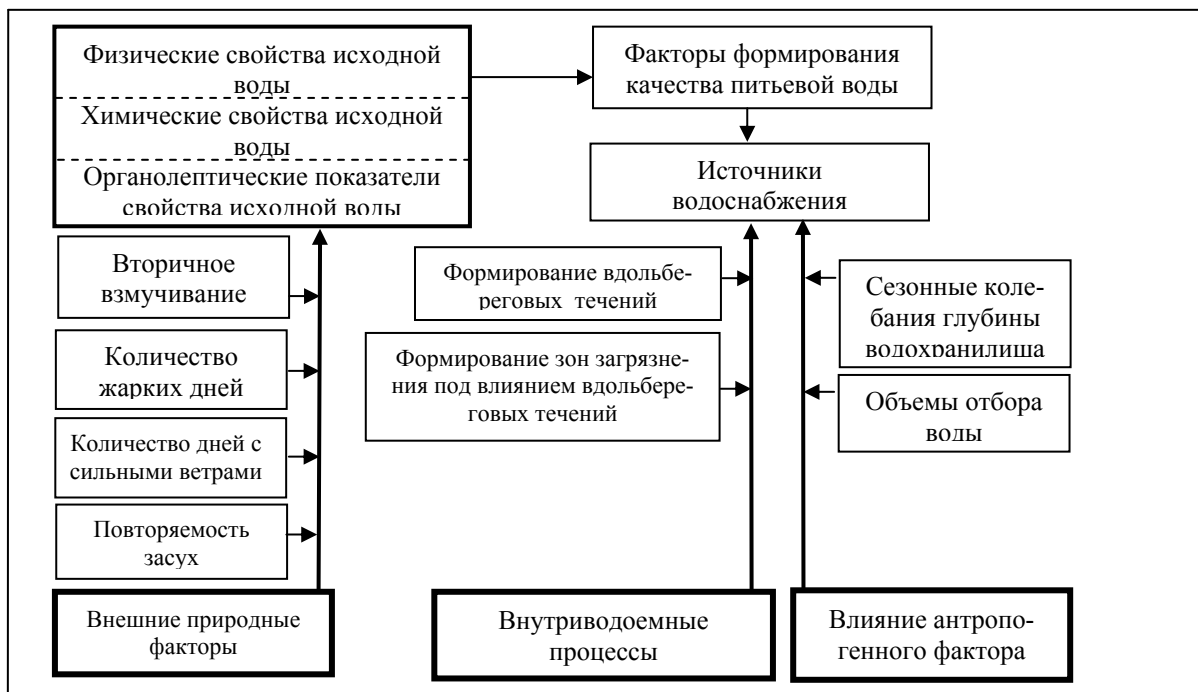 Физические свойства исходной
воды
Химические свойства исходной
воды
Органолептические показатели
свойства исходной воды
Факторы формирования
качества питьевой воды
Источники
водоснабжения
Вторичное
взмучивание
Количество
жарких дней
Количество дней с
сильными ветрами
Повторяемость
засух
Формирование вдольбе-
реговых течений
Формирование зон загряз-
нения под влиянием вдольбере-
говых течений
Сезонные коле-
бания глубины
водохранилиша
Объемы отбора
воды
Внешние природные
факторы
Внутриводоемные
процессы
Влияние антропо-
генного фактора